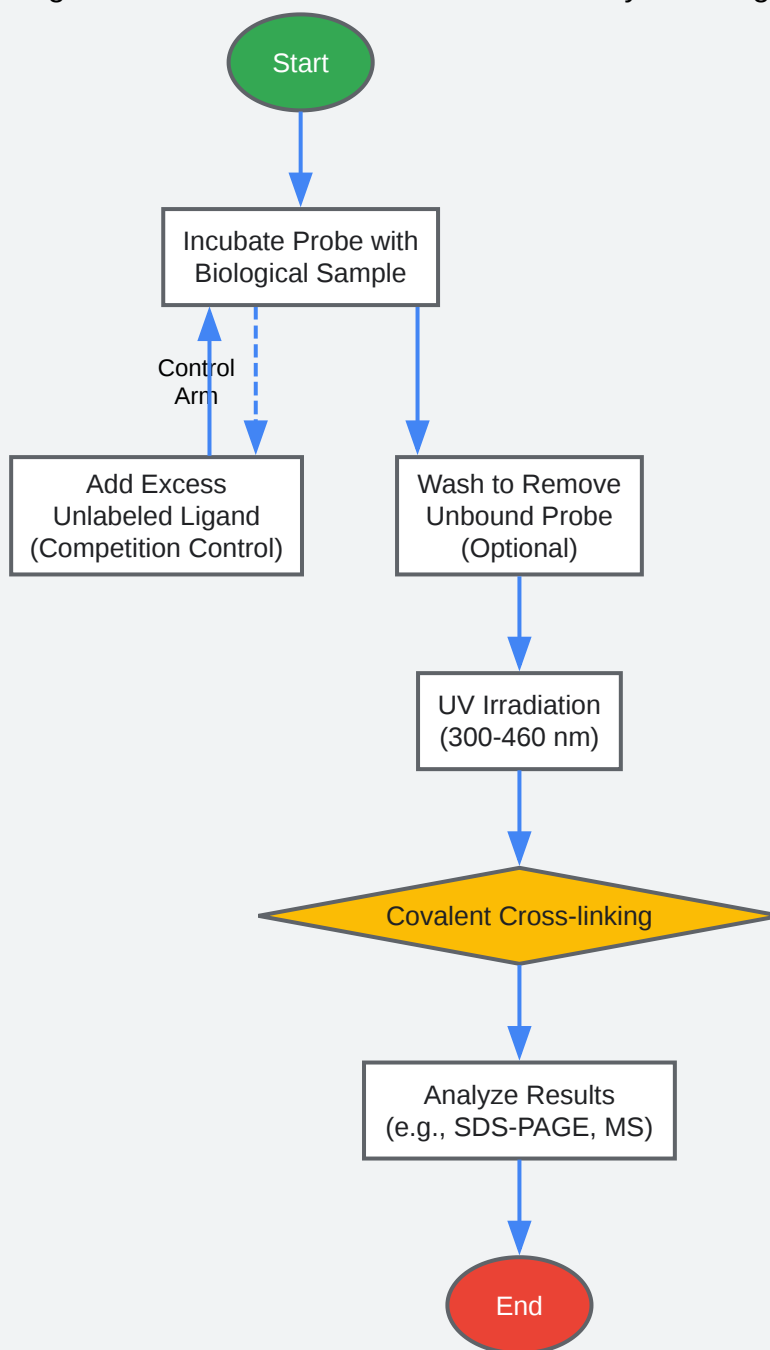 Start
Incubate Probe with
Biological Sample
Control
Arm
Add Excess
Unlabeled Ligand
(Competition Control)
Wash to Remove
Unbound Probe
(Optional)
UV Irradiation
(300-460 nm)
Covalent Cross-linking
Analyze Results
(e.g., SDS-PAGE, MS)
End